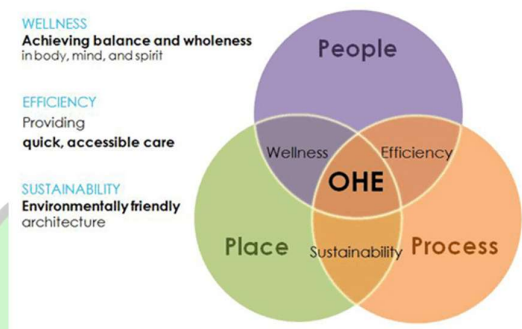 WELLNESS
Achieving balance and wholeness
in body, mind, and spirit
EFFICIENCY
Providing
quick, accessible care
SUSTAINABILITY
Environmentally friendly
architecture
People
Wellness
Efficiency
OHE
Place
Sustainability
Process